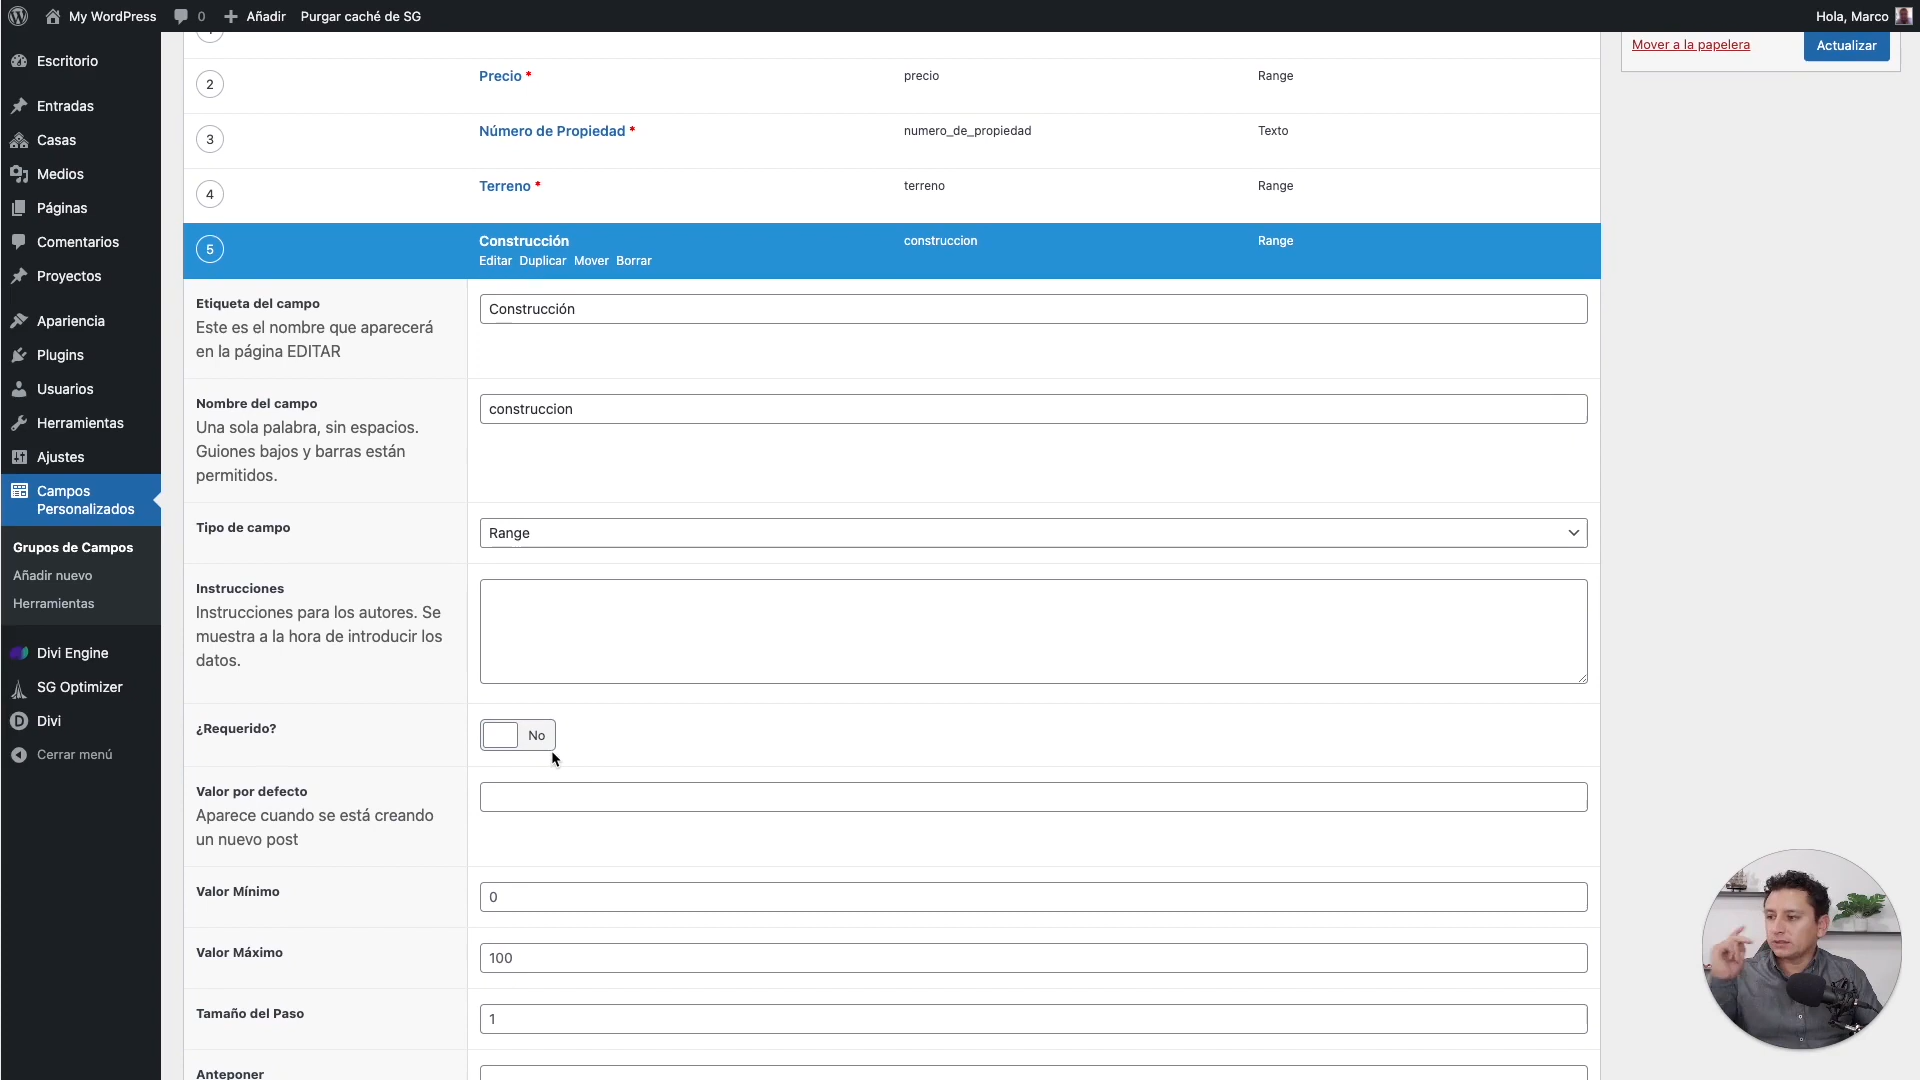 My WordPress
0
Añadir
Purgar caché de SG
Hola, Marco
Escritorio
Entradas
Casas
Medios
Páginas
Comentarios
Proyectos
Apariencia
Plugins
Usuarios
Herramientas
Ajustes
Campos
Personalizados
Grupos de Campos
Añadir nuevo
Herramientas
Divi Engine
SG Optimizer
Divi
Cerrar menú
Mover a la papelera
Actualizar
2 Precio * precio Range
3 Número de Propiedad * numero_de_propiedad Texto
4 Terreno * terreno Range
5 Construcción construccion Range
Editar Duplicar Mover Borrar
Etiqueta del campo
Este es el nombre que aparecerá
en la página EDITAR
Construcción
Nombre del campo
Una sola palabra, sin espacios.
Guiones bajos y barras están
permitidos.
construccion
Tipo de campo
Range
Instrucciones
Instrucciones para los autores. Se
muestra a la hora de introducir los
datos.
¿Requerido?
No
Valor por defecto
Aparece cuando se está creando
un nuevo post
Valor Mínimo
0
Valor Máximo
100
Tamaño del Paso
1
Anteponer